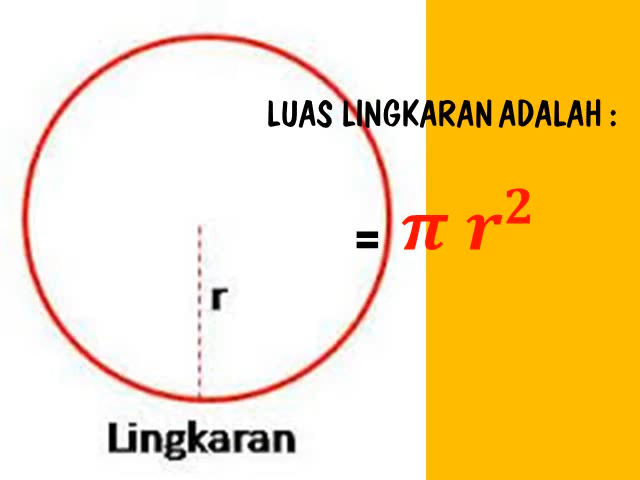 LUAS LINGKARAN ADALAH :
= π r²
r
Lingkaran